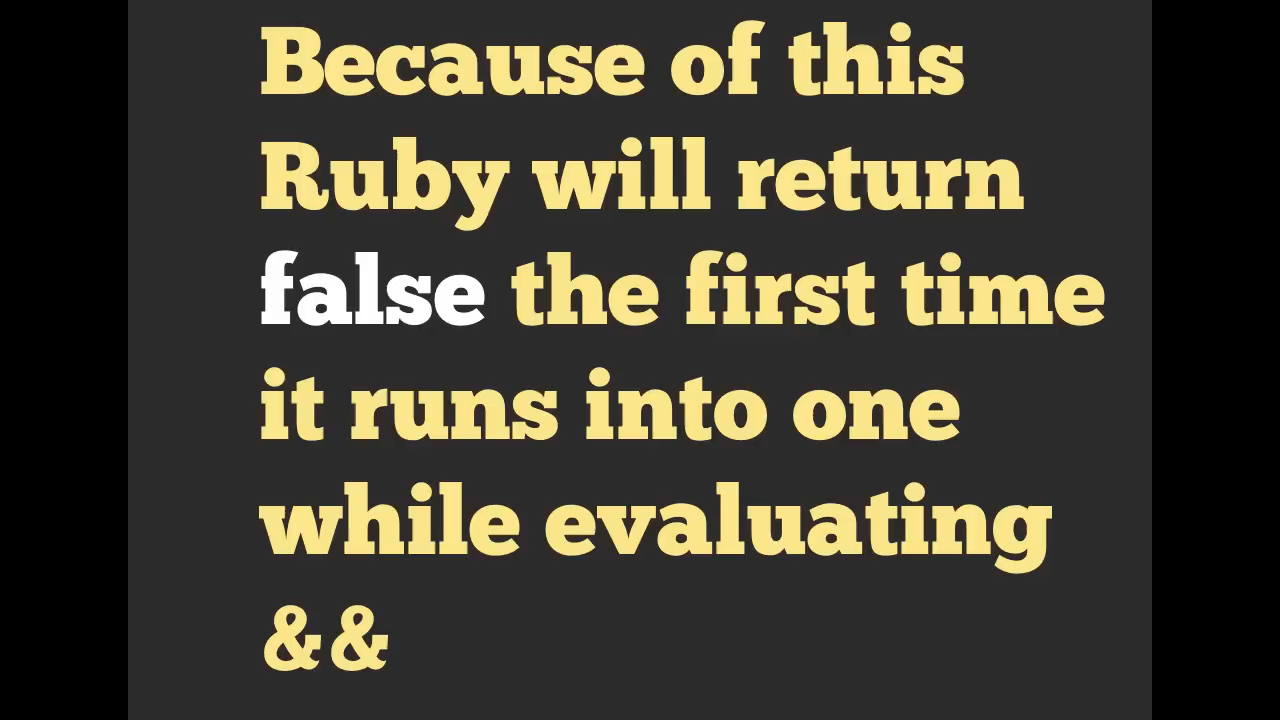 Because of this
Ruby will return
false the first time
it runs into one
while evaluating
&&